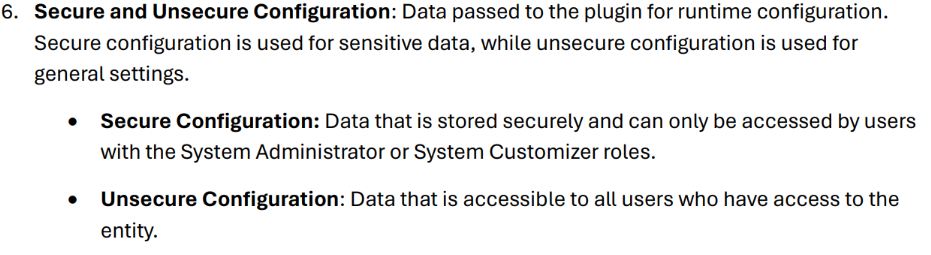 6. Secure and Unsecure Configuration: Data passed to the plugin for runtime configuration.
Secure configuration is used for sensitive data, while unsecure configuration is used for
general settings.
• Secure Configuration: Data that is stored securely and can only be accessed by users
with the System Administrator or System Customizer roles.
• Unsecure Configuration: Data that is accessible to all users who have access to the
entity.